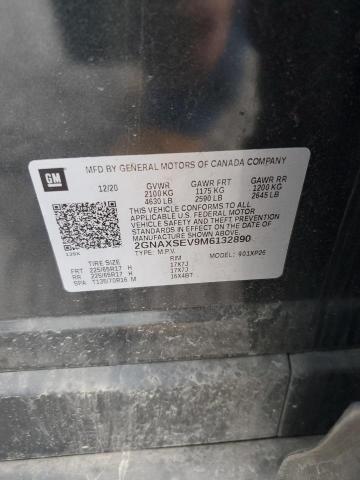 GM
MFD BY GENERAL MOTORS OF CANADA COMPANY
12/20 GVWR GAWR FRT GAWR RR
2100 KG 1175 KG 1200 KG
4630 LB 2590 LB 2645 LB
THIS VEHICLE CONFORMS TO ALL
APPLICABLE U.S. FEDERAL MOTOR
VEHICLE SAFETY AND THEFT PREVENTION
STANDARDS IN EFFECT ON THE DATE OF
MANUFACTURE SHOWN ABOVE.
2GNAXSEV9M6132890
TYPE: M.P.V. MODEL: 901XP26
TIRE SIZE RIM
FRT 225/65R17 H 17X7J
RR 225/65R17 H 17X7J
SPA T135/70R16 M 16X4BT